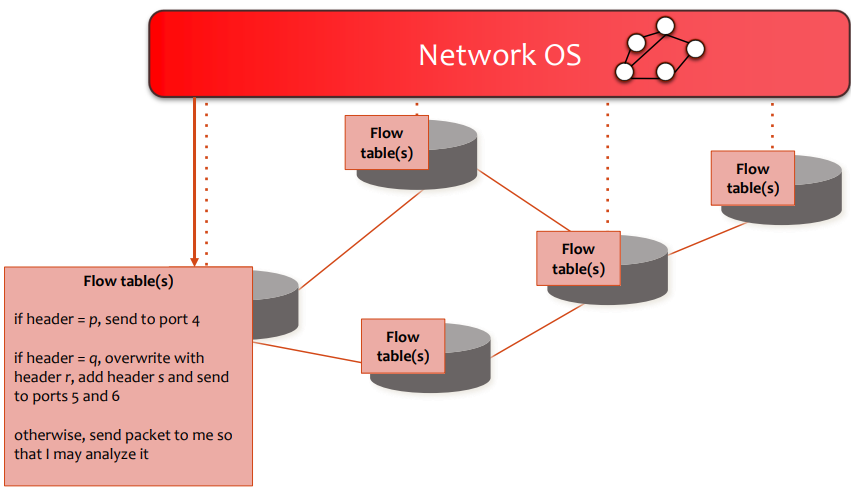 Network OS
Flow
table(s)
Flow
table(s)
Flow
table(s)
Flow table(s)
if header = p, send to port 4
if header = q, overwrite with
header r, add header s and send
to ports 5 and 6
otherwise, send packet to me so
that I may analyze it
Flow
table(s)